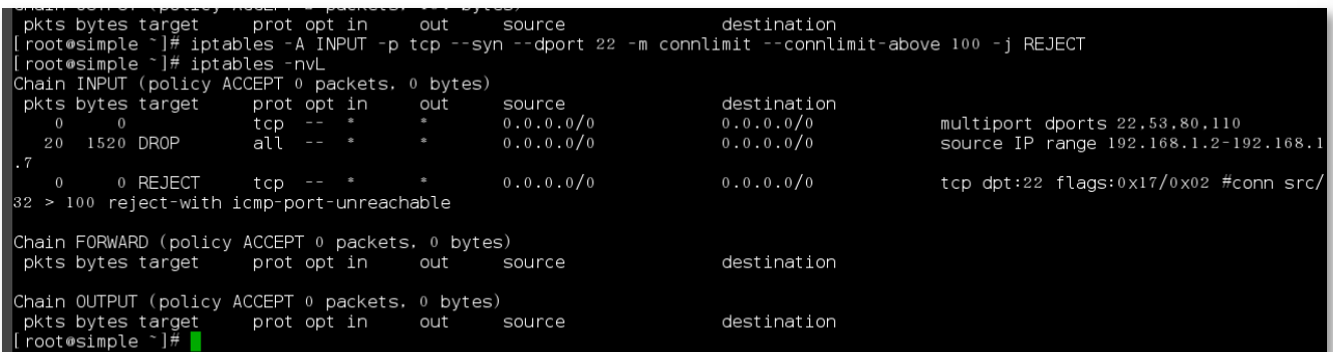 pkts bytes target prot opt in out source destination
[root@simple ~]# iptables -A INPUT -p tcp --syn --dport 22 -m connlimit --connlimit-above 100 -j REJECT
[root@simple ~]# iptables -nvL
Chain INPUT (policy ACCEPT 0 packets, 0 bytes)
pkts bytes target prot opt in out source destination
0 0 tcp -- * * 0.0.0.0/0 0.0.0.0/0 multiport dports 22,53,80,110
20 1520 DROP all -- * * 0.0.0.0/0 0.0.0.0/0 source IP range 192.168.1.2-192.168.1
.7
0 0 REJECT tcp -- * * 0.0.0.0/0 0.0.0.0/0 tcp dpt:22 flags:0x17/0x02 #conn src/
32 > 100 reject-with icmp-port-unreachable
Chain FORWARD (policy ACCEPT 0 packets, 0 bytes)
pkts bytes target prot opt in out source destination
Chain OUTPUT (policy ACCEPT 0 packets, 0 bytes)
pkts bytes target prot opt in out source destination
[root@simple ~]#